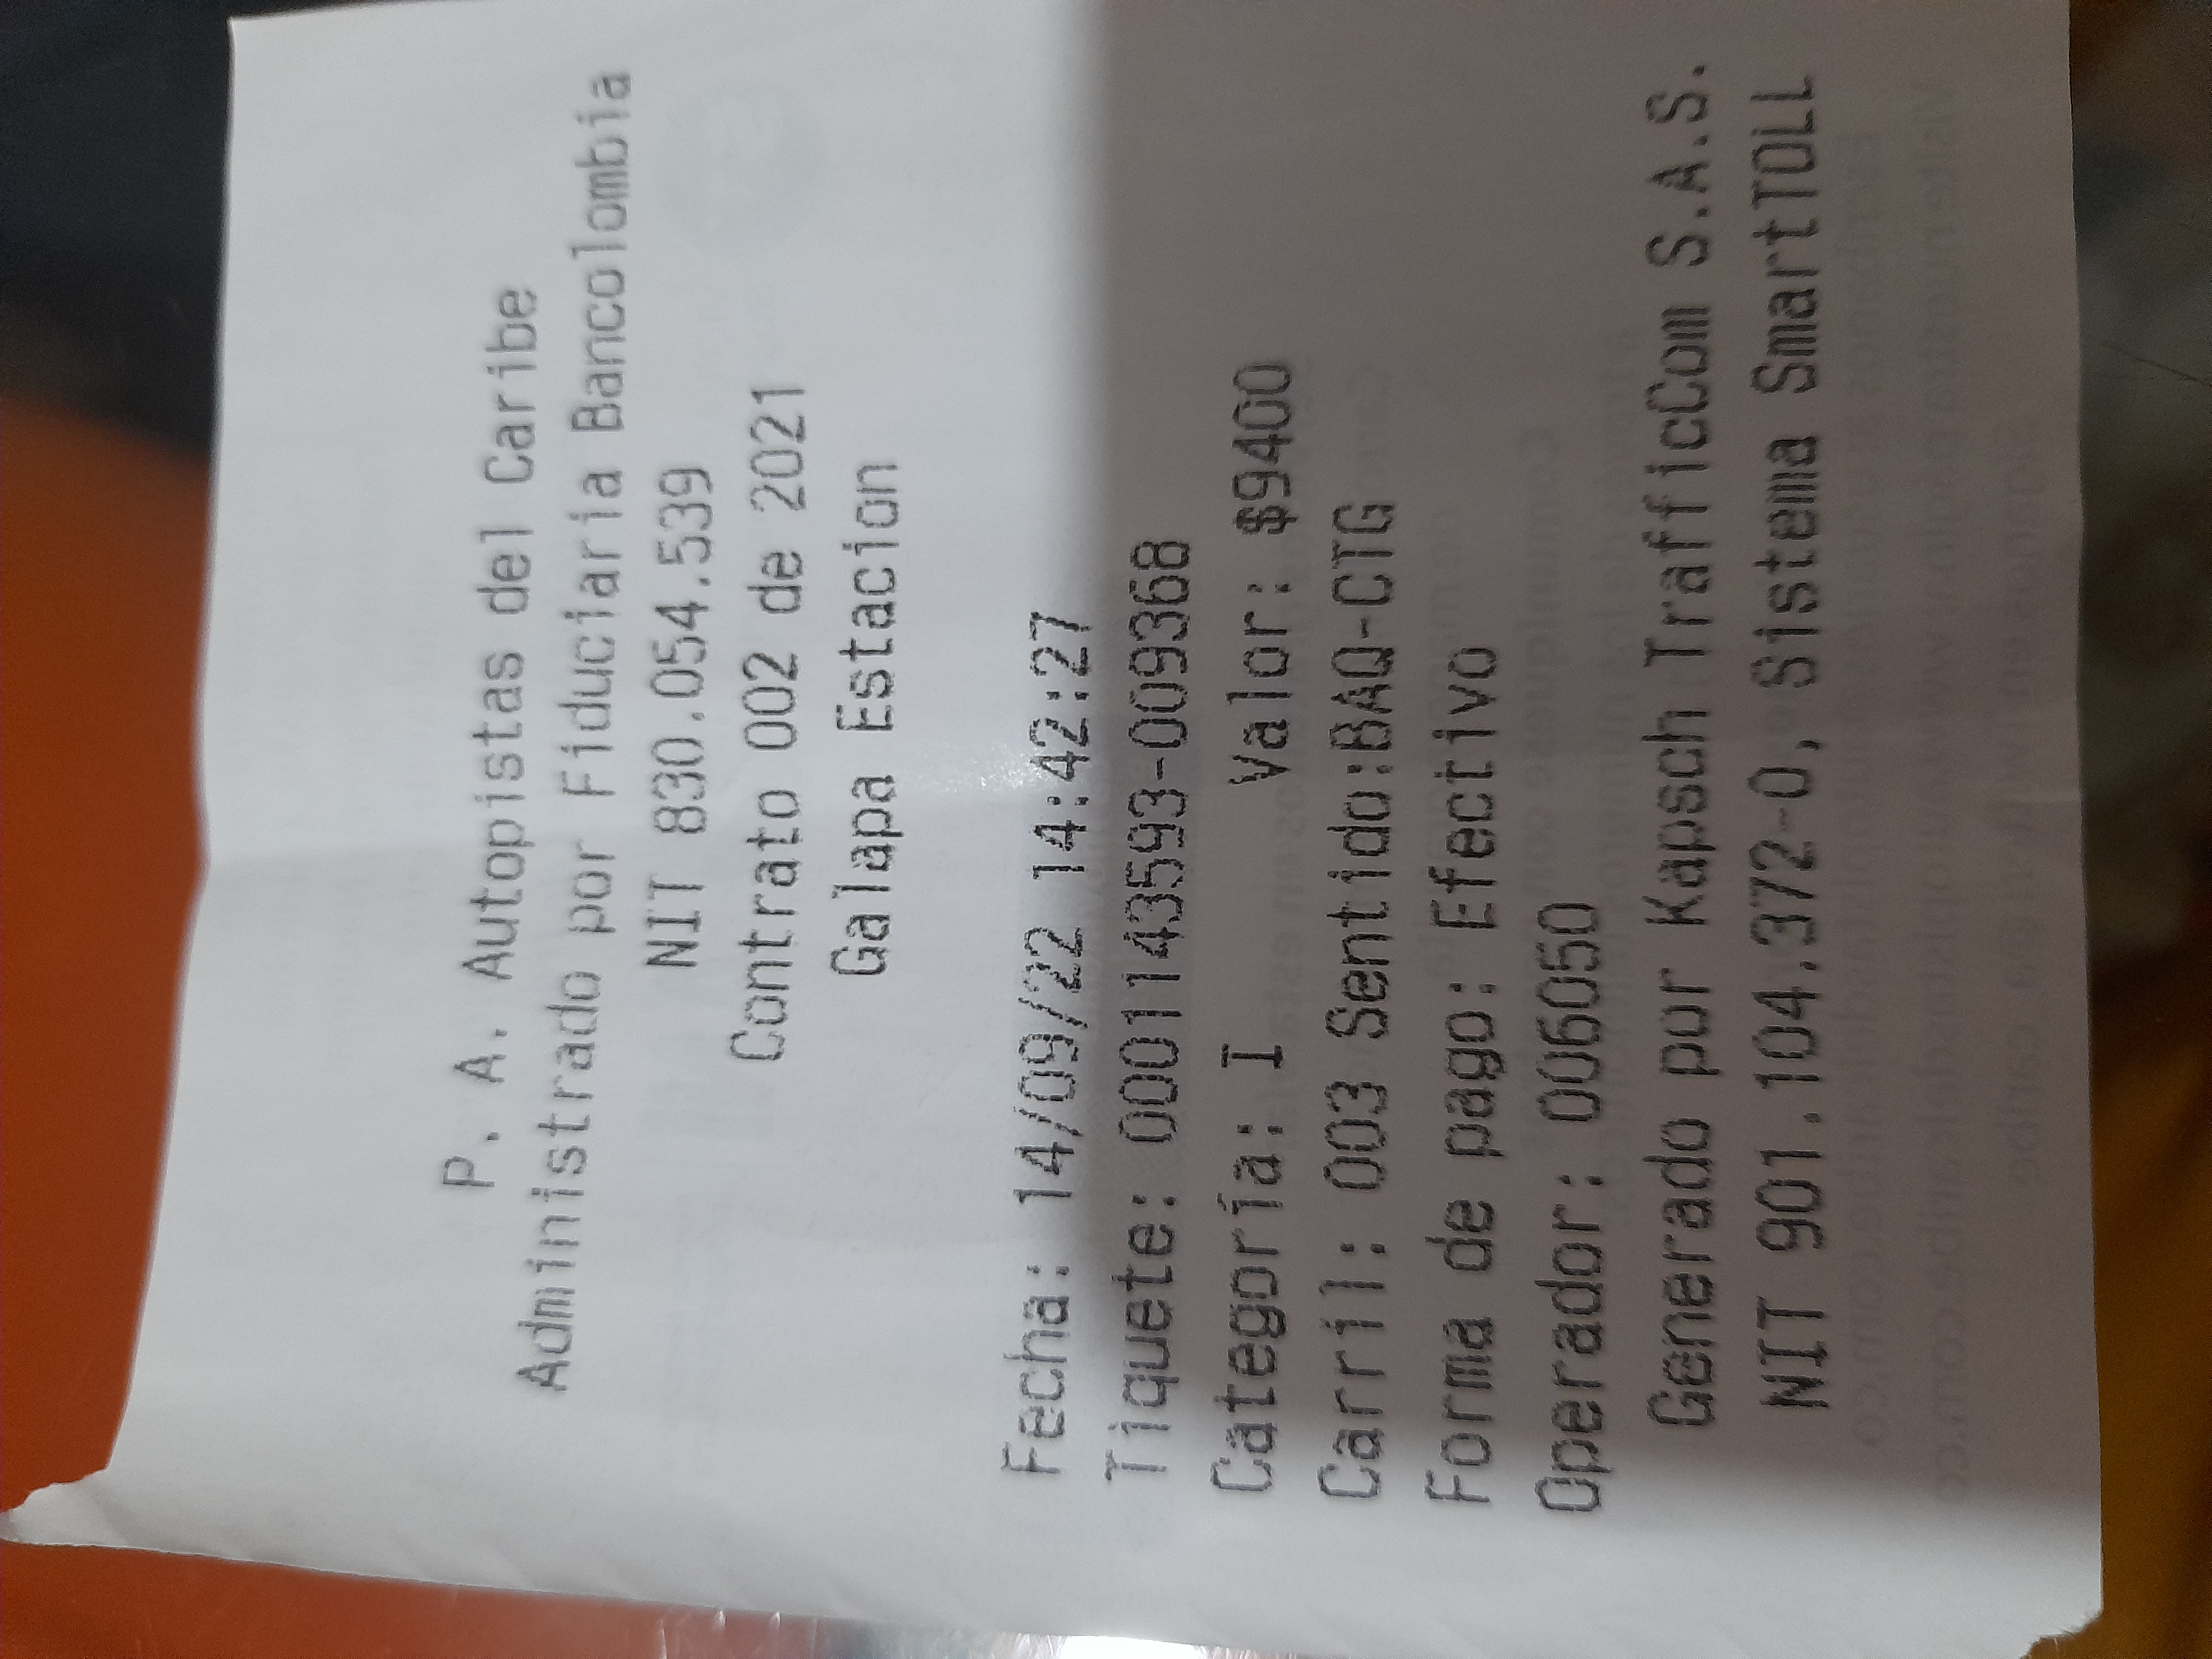 P. A. Autopistas del Caribe
Administrado por Fiduciaria Bancolombia
NIT 830.054.539
Contrato 002 de 2021
Galapa Estacion
Fecha: 14/09/22 14:42:27
Tiquete: 0001143593-009368
Categoría: I Valor: $9400
Carril: 003 Sentido:BAQ-CTG
Forma de pago: Efectivo
Operador: 006050
Generado por Kapsch TrafficCom S.A.S.
NIT 901.104.372-0, Sistema SmartTOLL